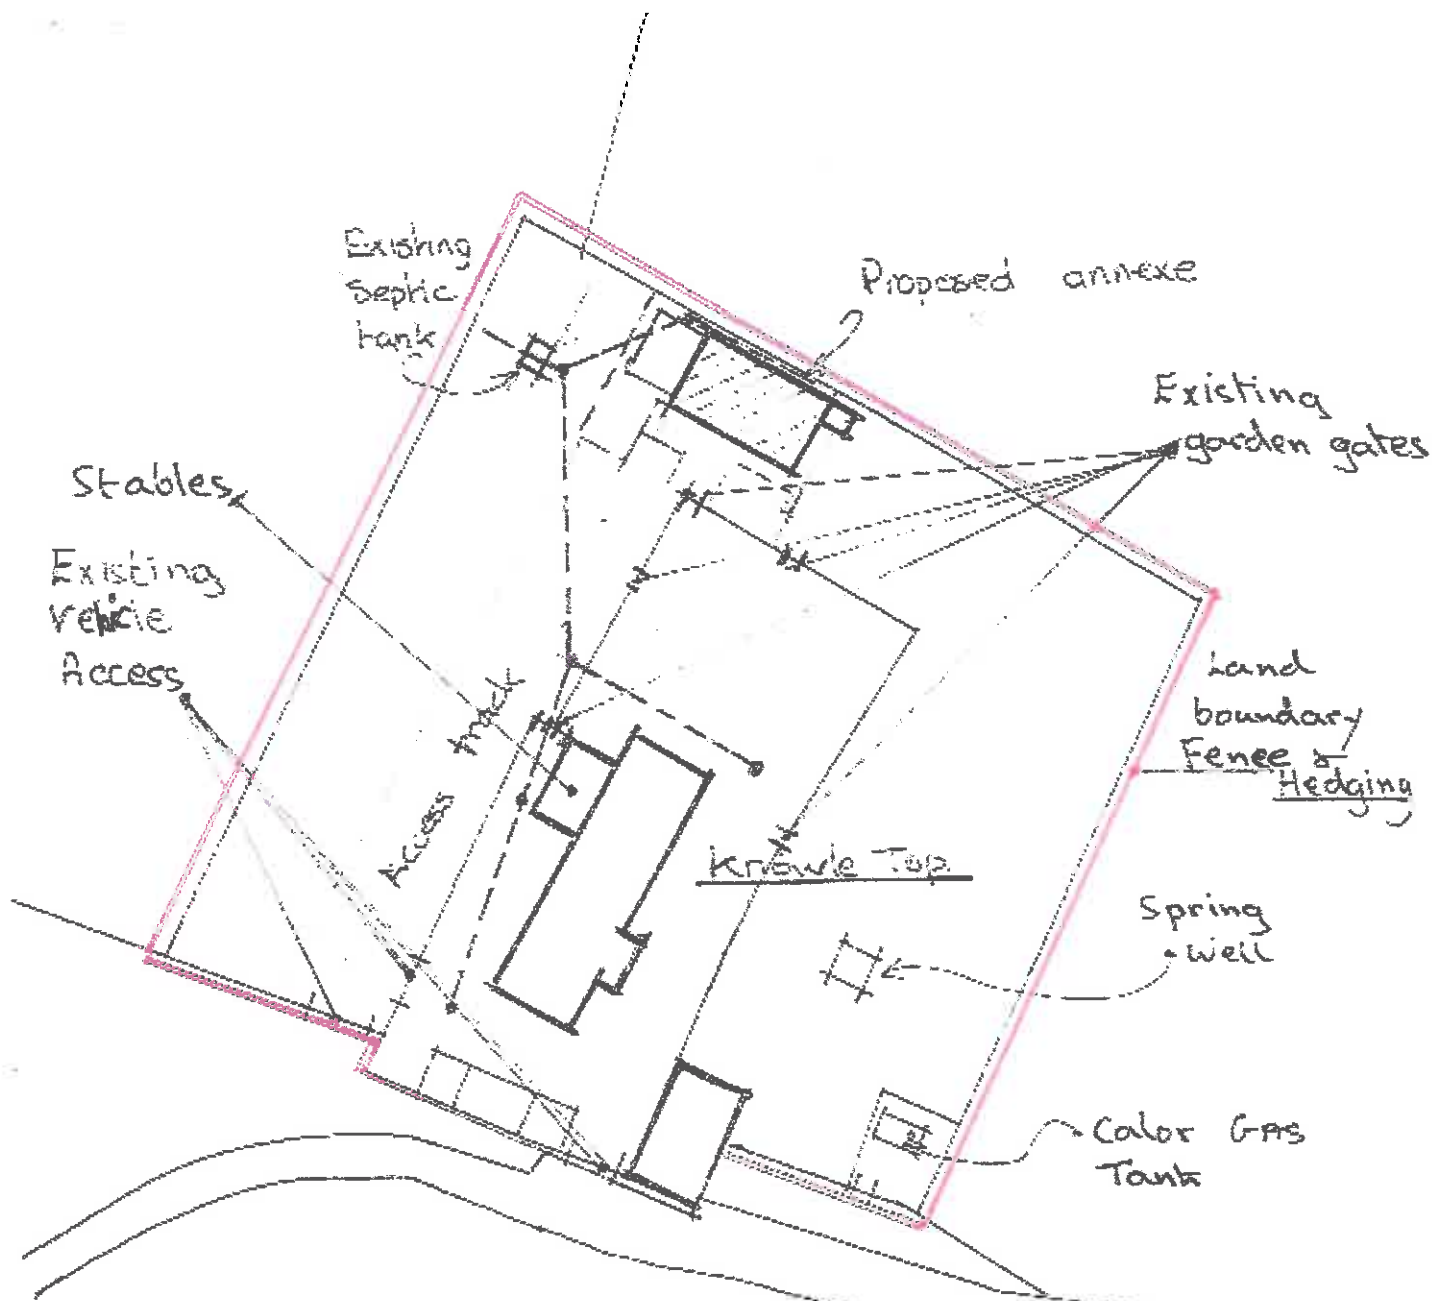 Existing
Septic
tank
Proposed annexe
Existing
garden gates
Stables
Existing
Vehicle
Access
Land
boundary
Fence &
Hedging
Access track
Knowle Top
Spring
well
Calor GAS
Tank